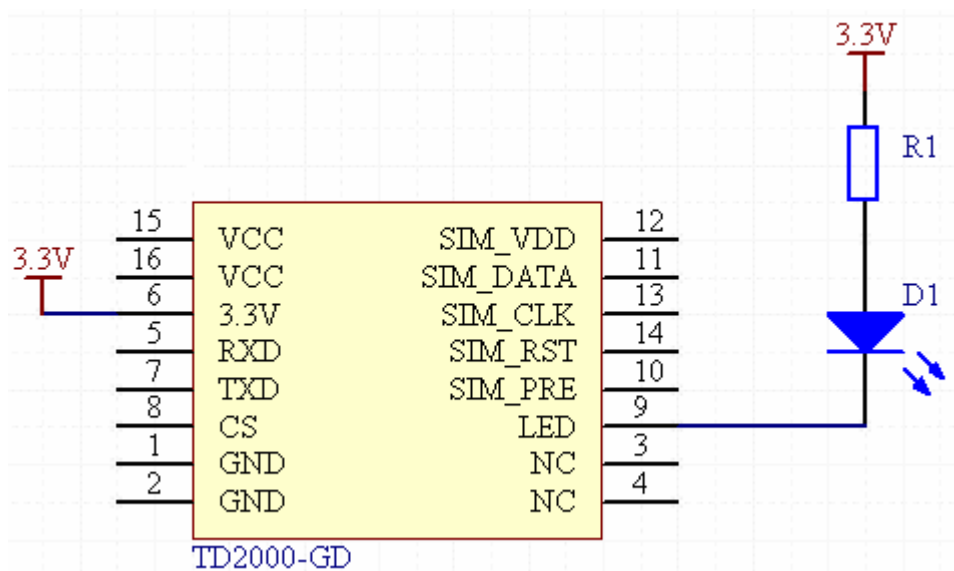 3.3V
R1
15 VCC SIM_VDD 12
3.3V 16 VCC SIM_DATA 11
6 3.3V SIM_CLK 13
D1
5 RXD SIM_RST 14
7 TXD SIM_PRE 10
8 CS LED 9
1 GND NC 3
2 GND NC 4
TD2000-GD